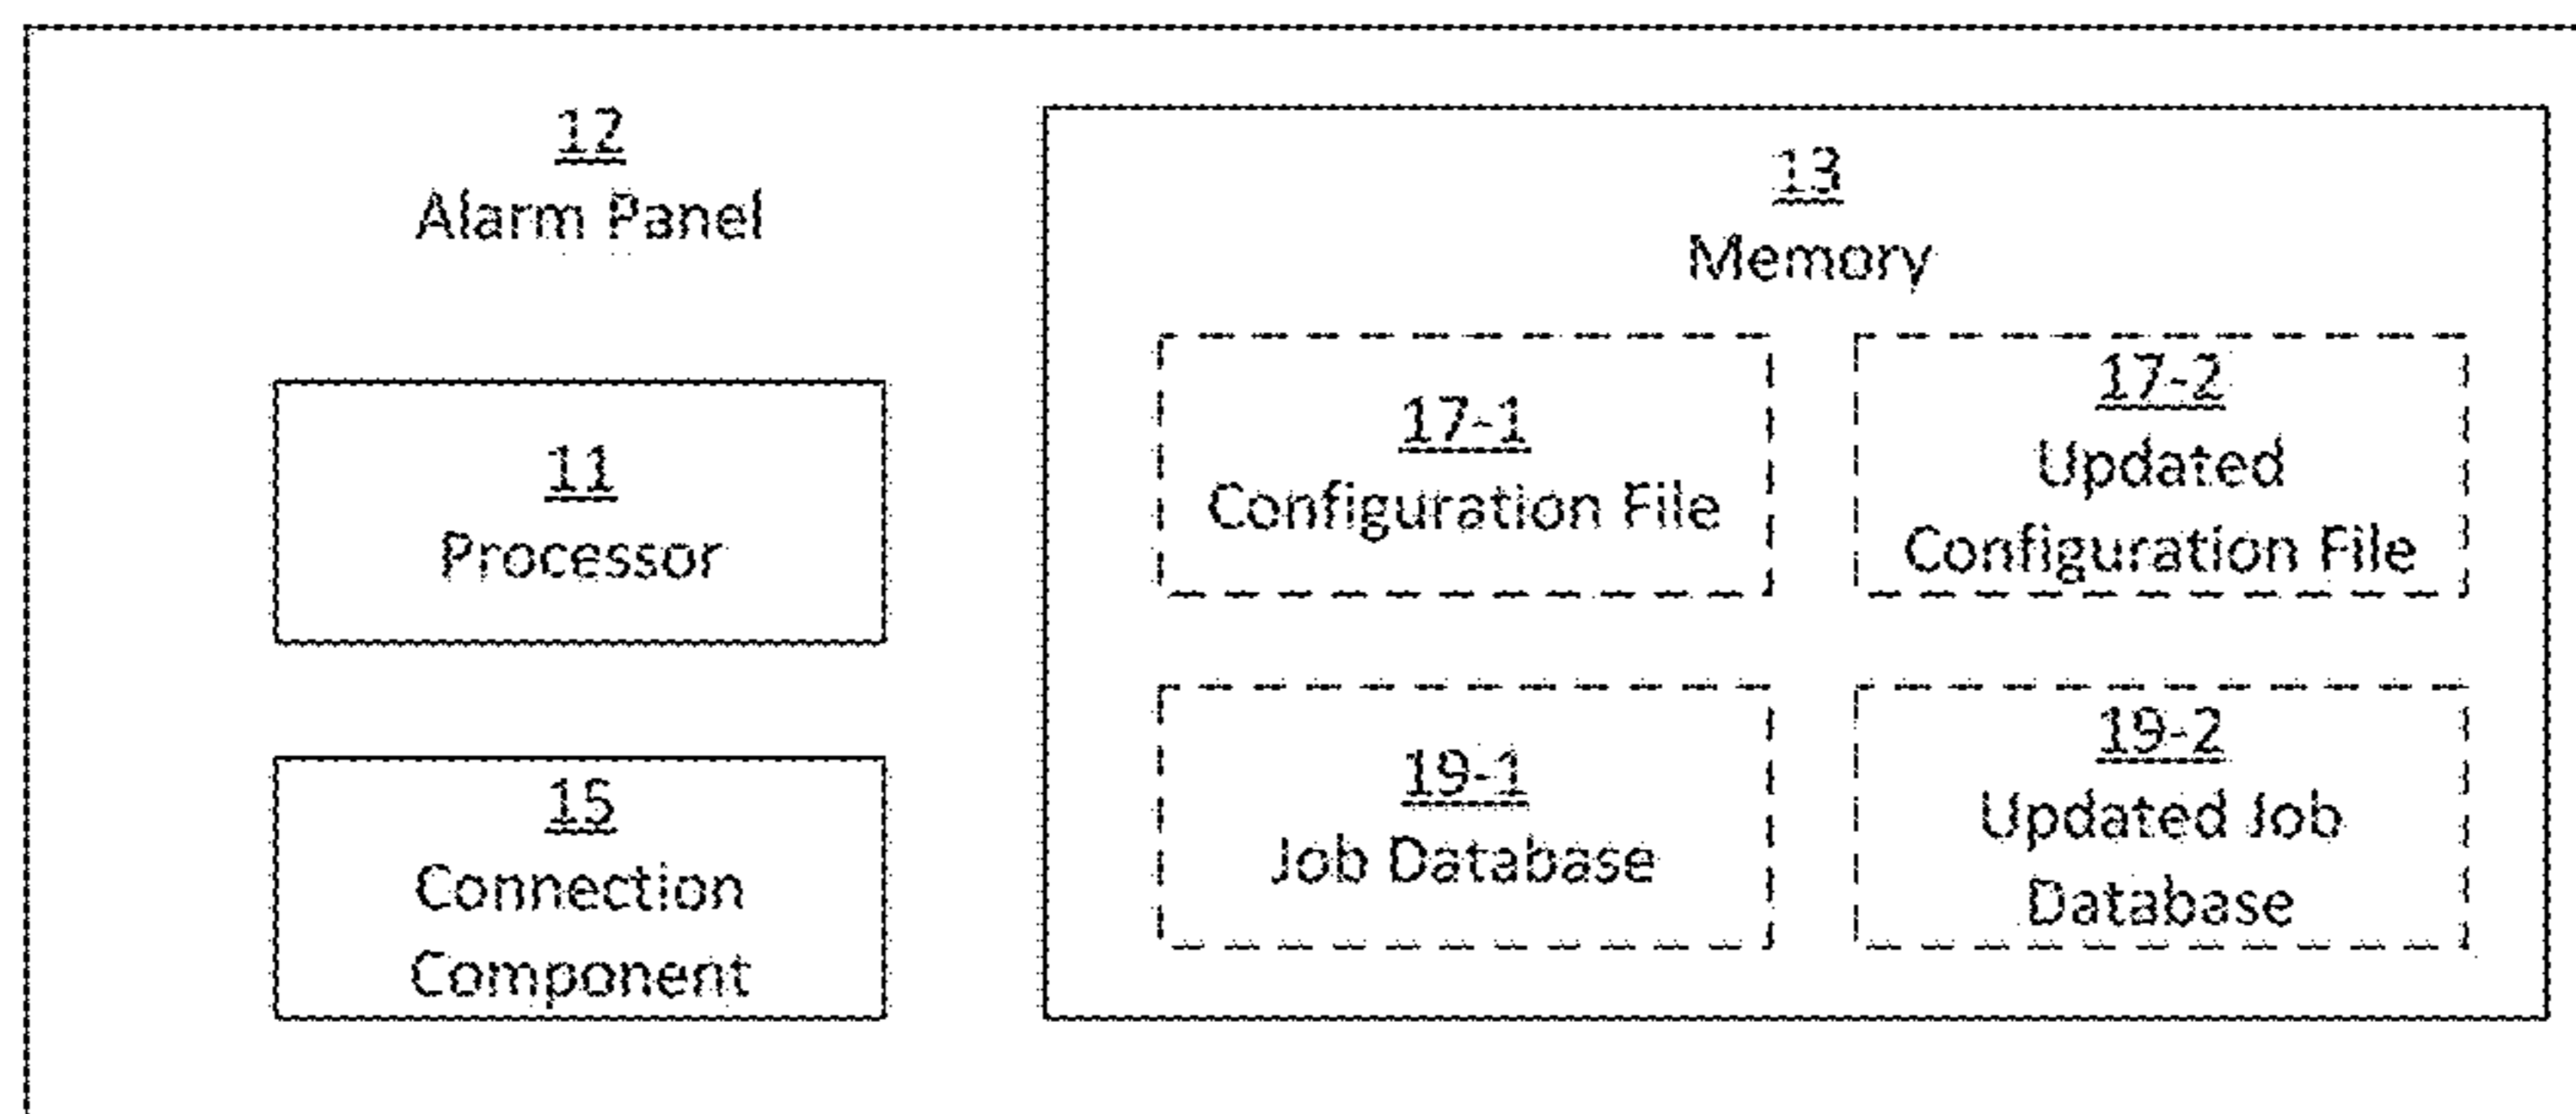 12
Alarm Panel
13
Memory
11
Processor
15
Connection
Component
17-1
Configuration File
17-2
Updated
Configuration File
19-1
Job Database
19-2
Updated Job
Database